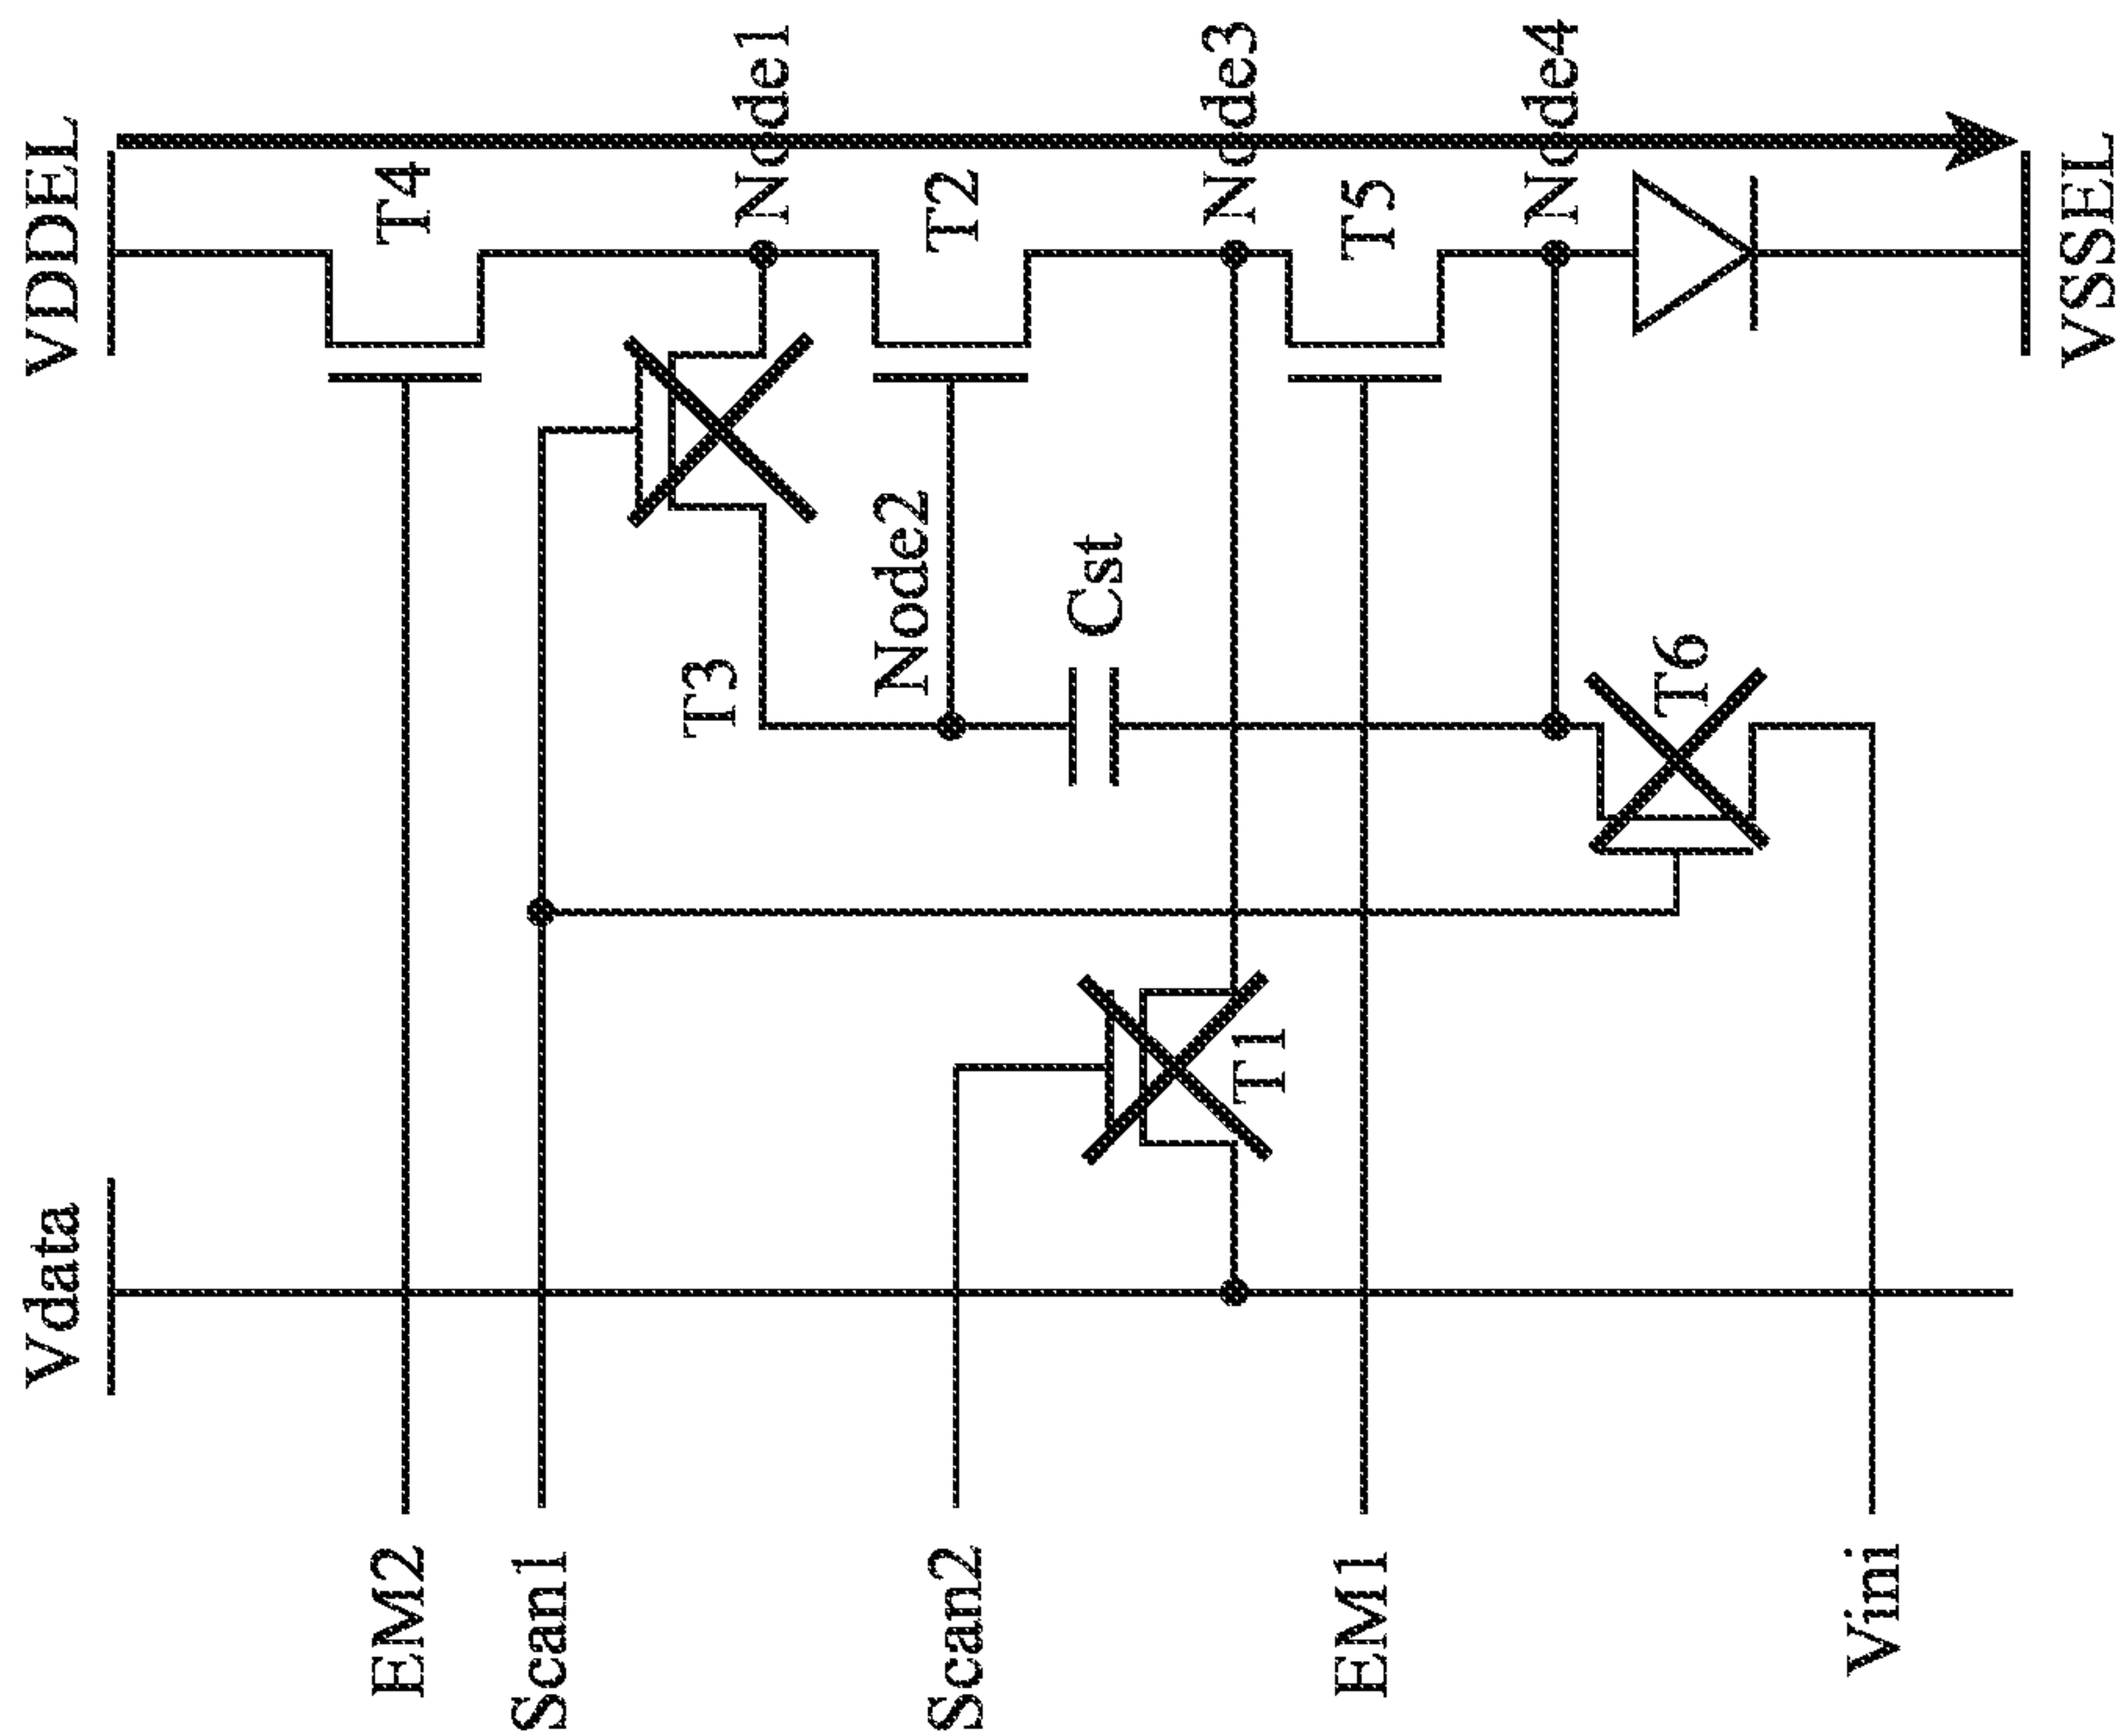 VDDEL
T4
Node1
T2
Node3
T5
Node4
VSSEL
T3
Node2
Cst
T6
T1
Vdata
EM2
Scan1
Scan2
EM1
Vini